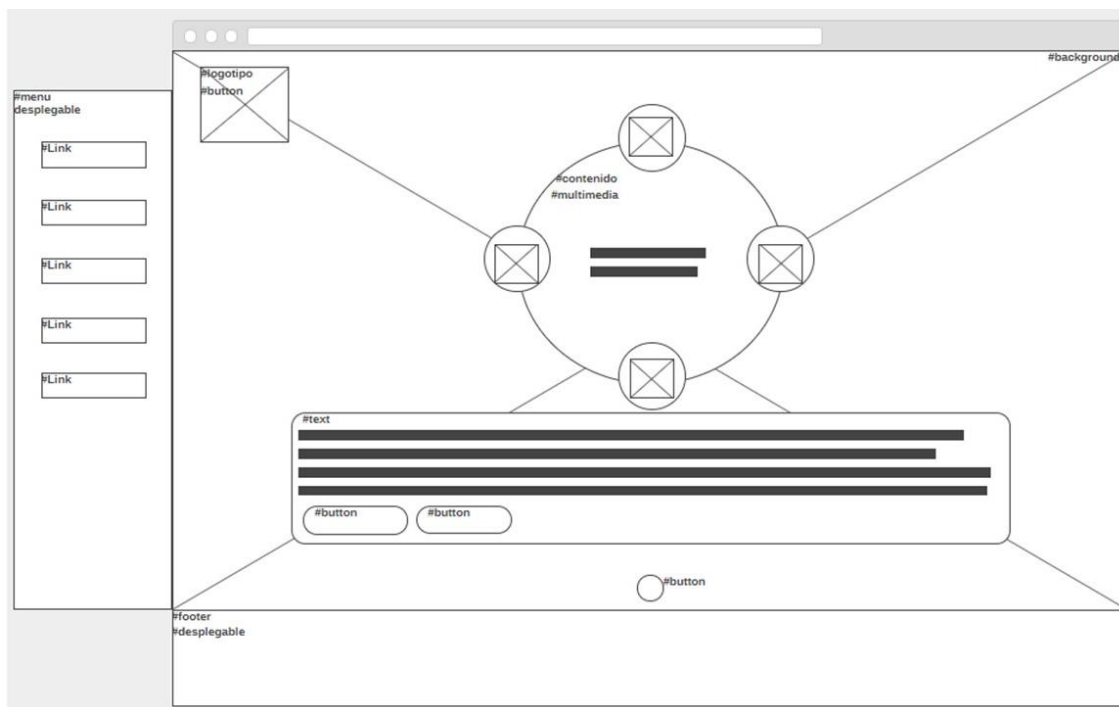 #background
#logotipo
#button
#menu
desplegable
#Link
#Link
#Link
#Link
#Link
#contenido
#multimedia
#text
#button
#button
#button
#footer
#desplegable